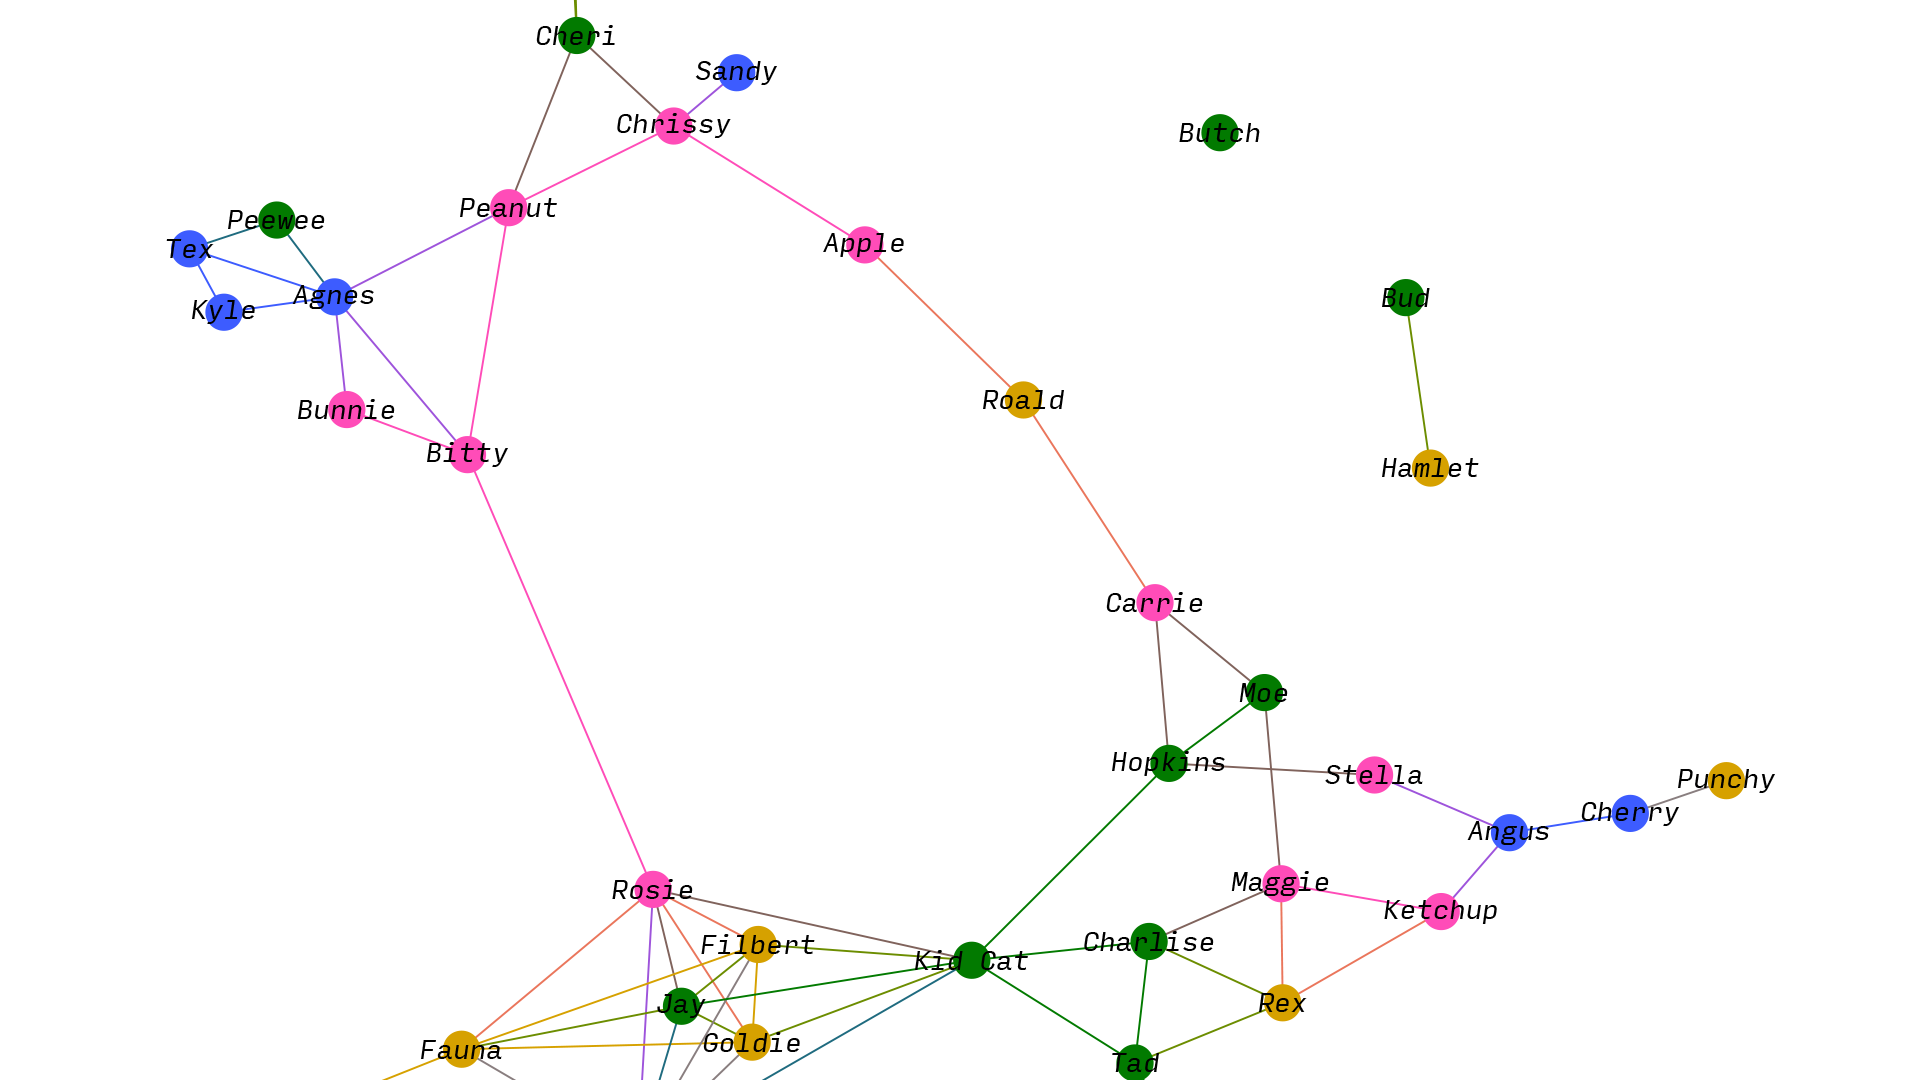 Cheri
Sandy
Chrissy
Butch
Peanut
Peewee
Apple
Tex
Agnes
Bud
Kyle
Roald
Bunnie
Bitty
Hamlet
Carrie
Moe
Hopkins
Stella
Punchy
Cherry
Angus
Maggie
Rosie
Ketchup
Charlise
Filbert
Kid Cat
Rex
Jay
Goldie
Fauna
Tad